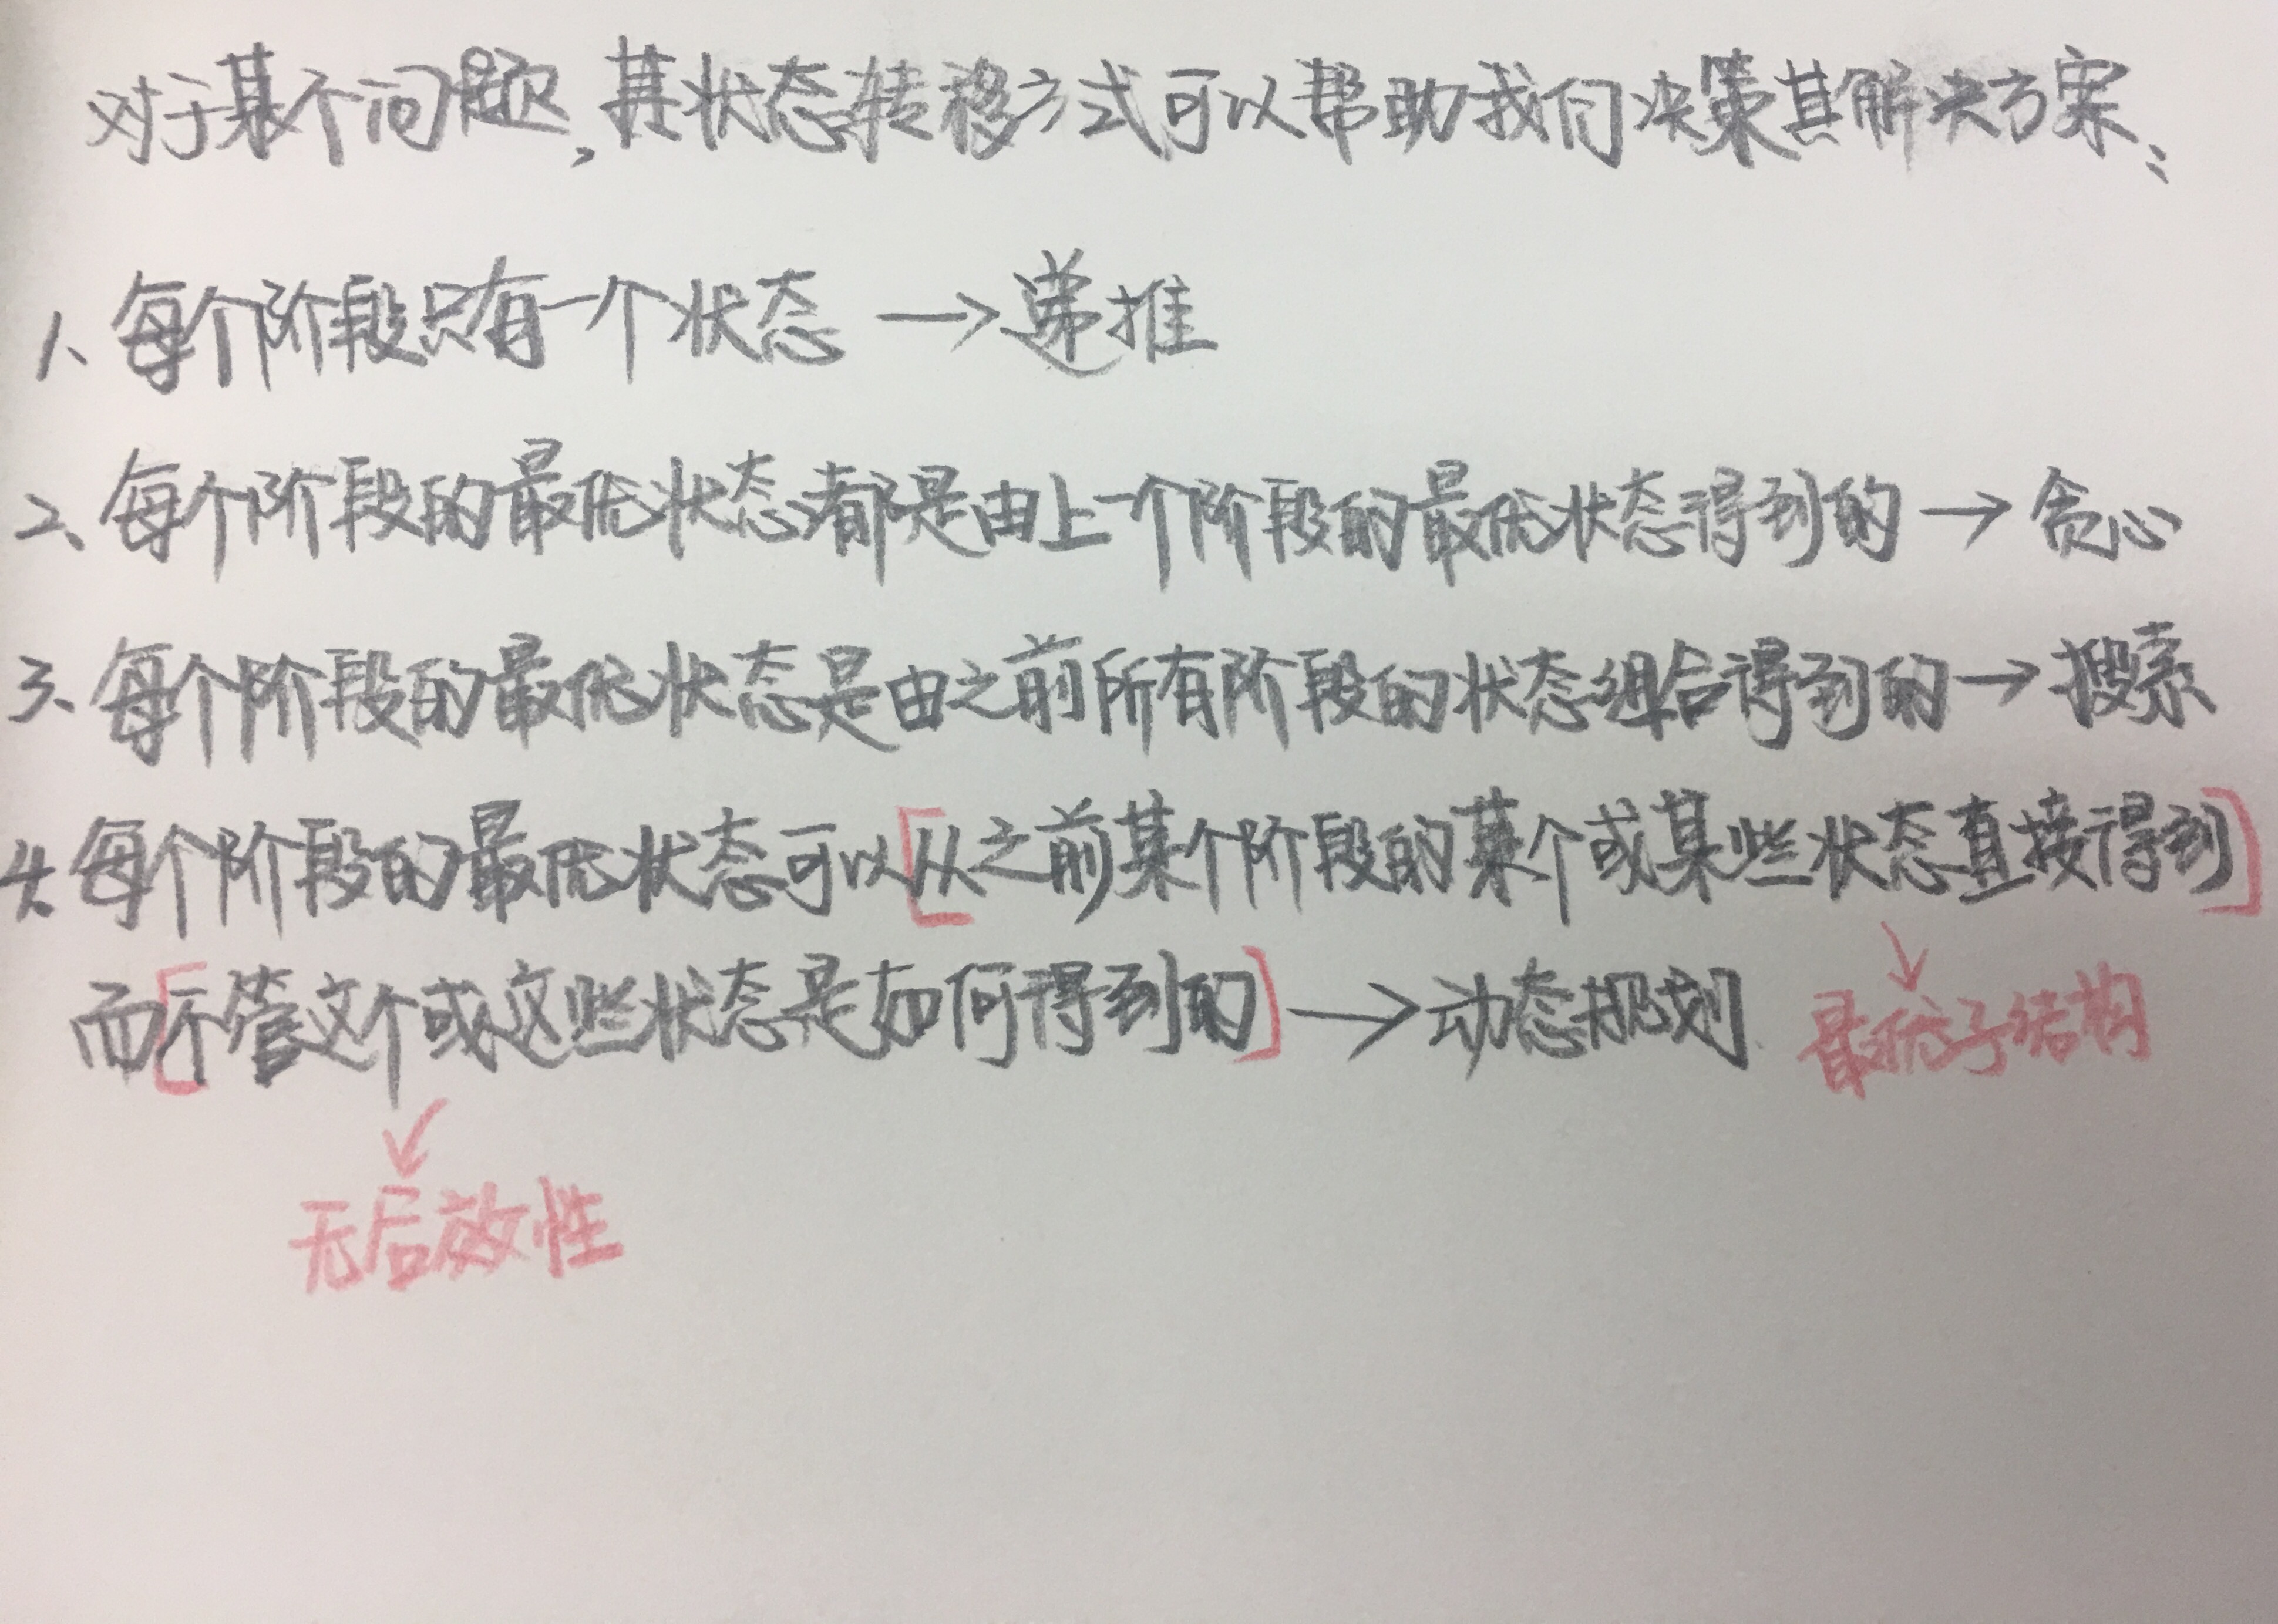 对于某个问题,其状态转移方式可以帮助我们决策其解决方案:
1、每个阶段只有一个状态 →递推
2、每个阶段的最优状态都是由上一个阶段的最优状态得到的 → 贪心
3、每个阶段的最优状态是由之前所有阶段的状态组合得到的 → 搜索
4、每个阶段的最优状态可以[从之前某个阶段的某个或某些状态直接得到]
而[不管这个或这些状态是如何得到的] →动态规划
↓最优子结构
↓无后效性